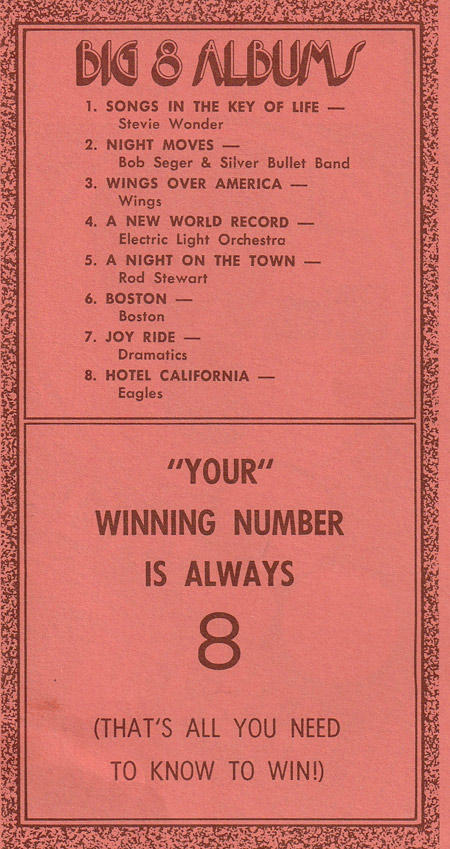 BIG 8 ALBUMS
1. SONGS IN THE KEY OF LIFE —
Stevie Wonder
2. NIGHT MOVES —
Bob Seger & Silver Bullet Band
3. WINGS OVER AMERICA —
Wings
4. A NEW WORLD RECORD —
Electric Light Orchestra
5. A NIGHT ON THE TOWN —
Rod Stewart
6. BOSTON —
Boston
7. JOY RIDE —
Dramatics
8. HOTEL CALIFORNIA —
Eagles
"YOUR"
WINNING NUMBER
IS ALWAYS
8
(THAT'S ALL YOU NEED
TO KNOW TO WIN!)